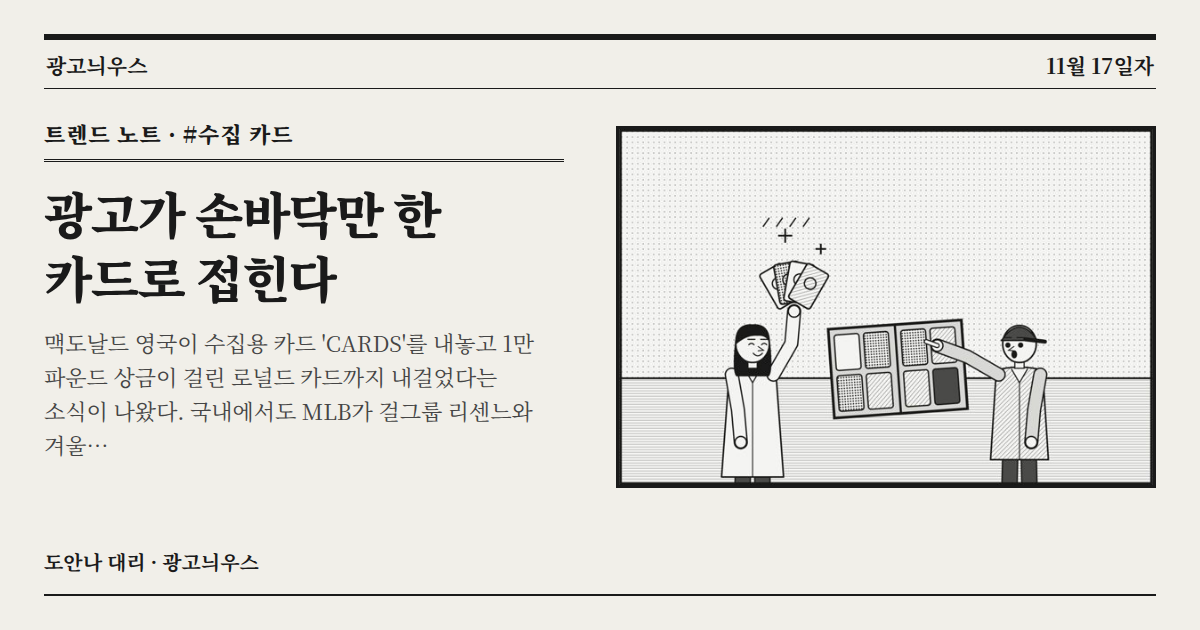 광고늬우스
11월 17일자
트렌드 노트 · #수집 카드
광고가 손바닥만 한
카드로 접힌다
맥도날드 영국이 수집용 카드 'CARDS'를 내놓고 1만
파운드 상금이 걸린 로널드 카드까지 내걸었다는
소식이 나왔다. 국내에서도 MLB가 걸그룹 리센느와
겨울…
도안나 대리 · 광고늬우스